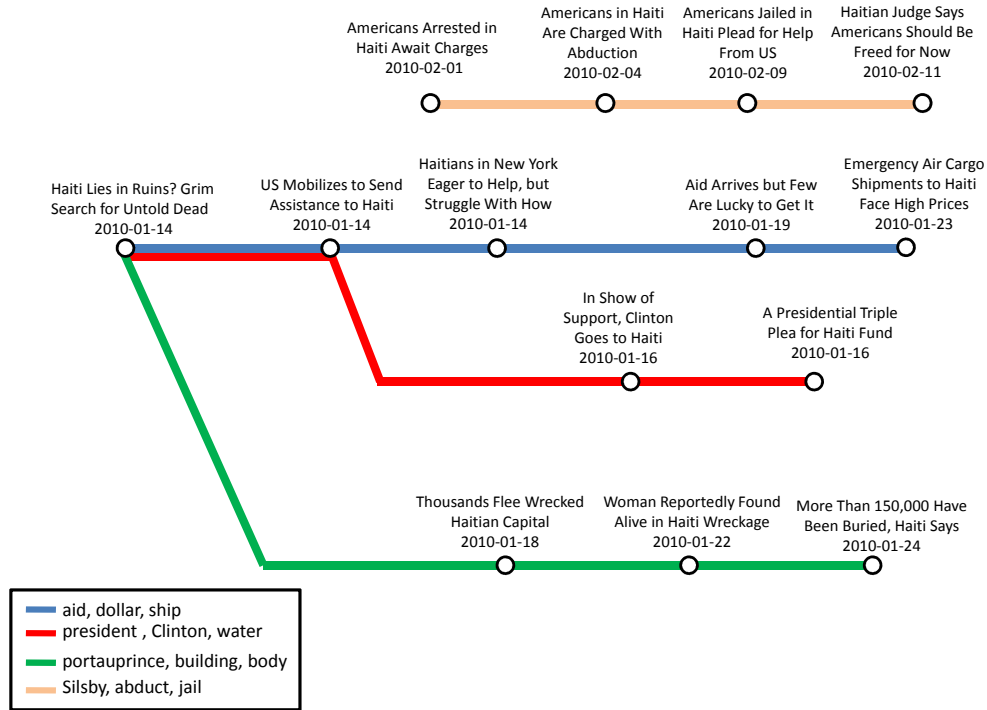 Americans Arrested in
Haiti Await Charges
2010-02-01
Americans in Haiti
Are Charged With
Abduction
2010-02-04
Americans Jailed in
Haiti Plead for Help
From US
2010-02-09
Haitian Judge Says
Americans Should Be
Freed for Now
2010-02-11
Haiti Lies in Ruins? Grim
Search for Untold Dead
2010-01-14
US Mobilizes to Send
Assistance to Haiti
2010-01-14
Haitians in New York
Eager to Help, but
Struggle With How
2010-01-14
Aid Arrives but Few
Are Lucky to Get It
2010-01-19
Emergency Air Cargo
Shipments to Haiti
Face High Prices
2010-01-23
In Show of
Support, Clinton
Goes to Haiti
2010-01-16
A Presidential Triple
Plea for Haiti Fund
2010-01-16
Thousands Flee Wrecked
Haitian Capital
2010-01-18
Woman Reportedly Found
Alive in Haiti Wreckage
2010-01-22
More Than 150,000 Have
Been Buried, Haiti Says
2010-01-24
aid, dollar, ship
president , Clinton, water
portauprince, building, body
Silsby, abduct, jail